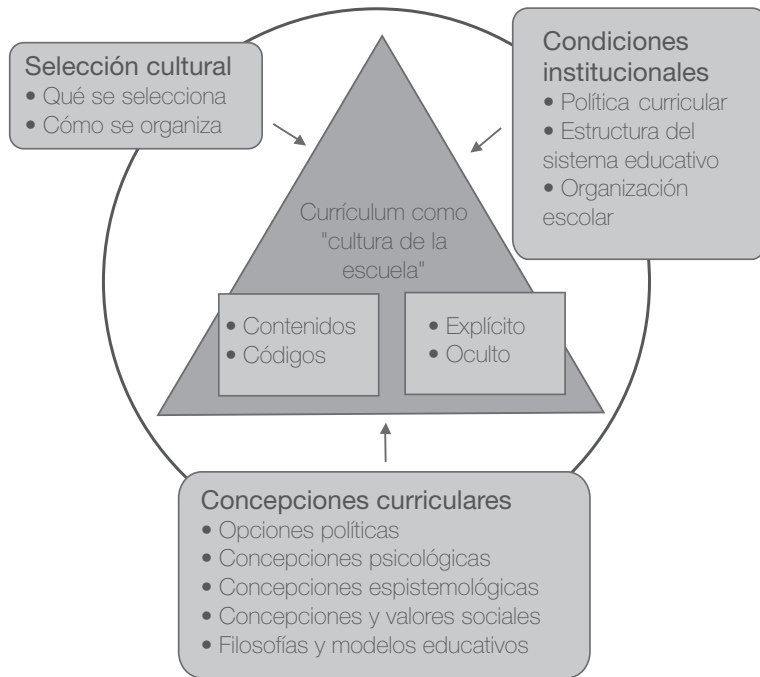 Selección cultural
• Qué se selecciona
• Cómo se organiza
Condiciones
institucionales
• Política curricular
• Estructura del
sistema educativo
• Organización
escolar
Currículum como
"cultura de la
escuela"
• Contenidos
• Códigos
• Explícito
• Oculto
Concepciones curriculares
• Opciones políticas
• Concepciones psicológicas
• Concepciones espistemológicas
• Concepciones y valores sociales
• Filosofías y modelos educativos